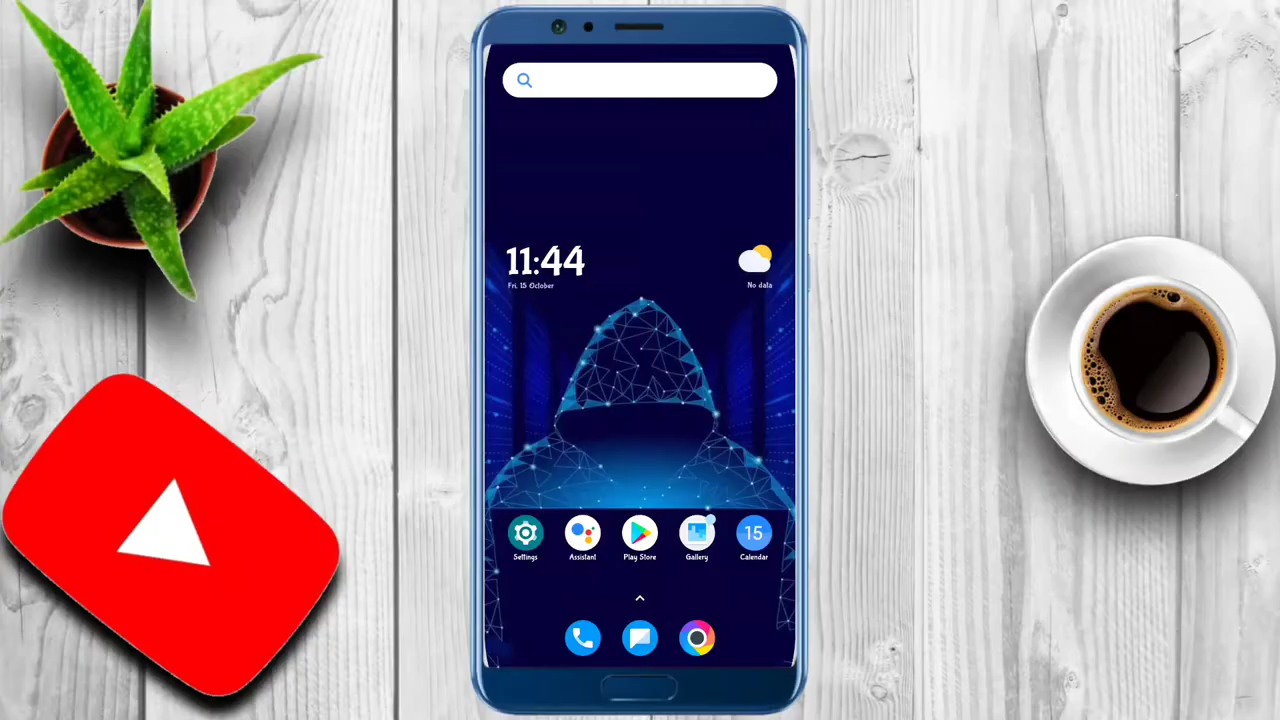 11:44
Fri, 15 October
No data
Settings
Assistant
Play Store
Gallery
15
Calendar